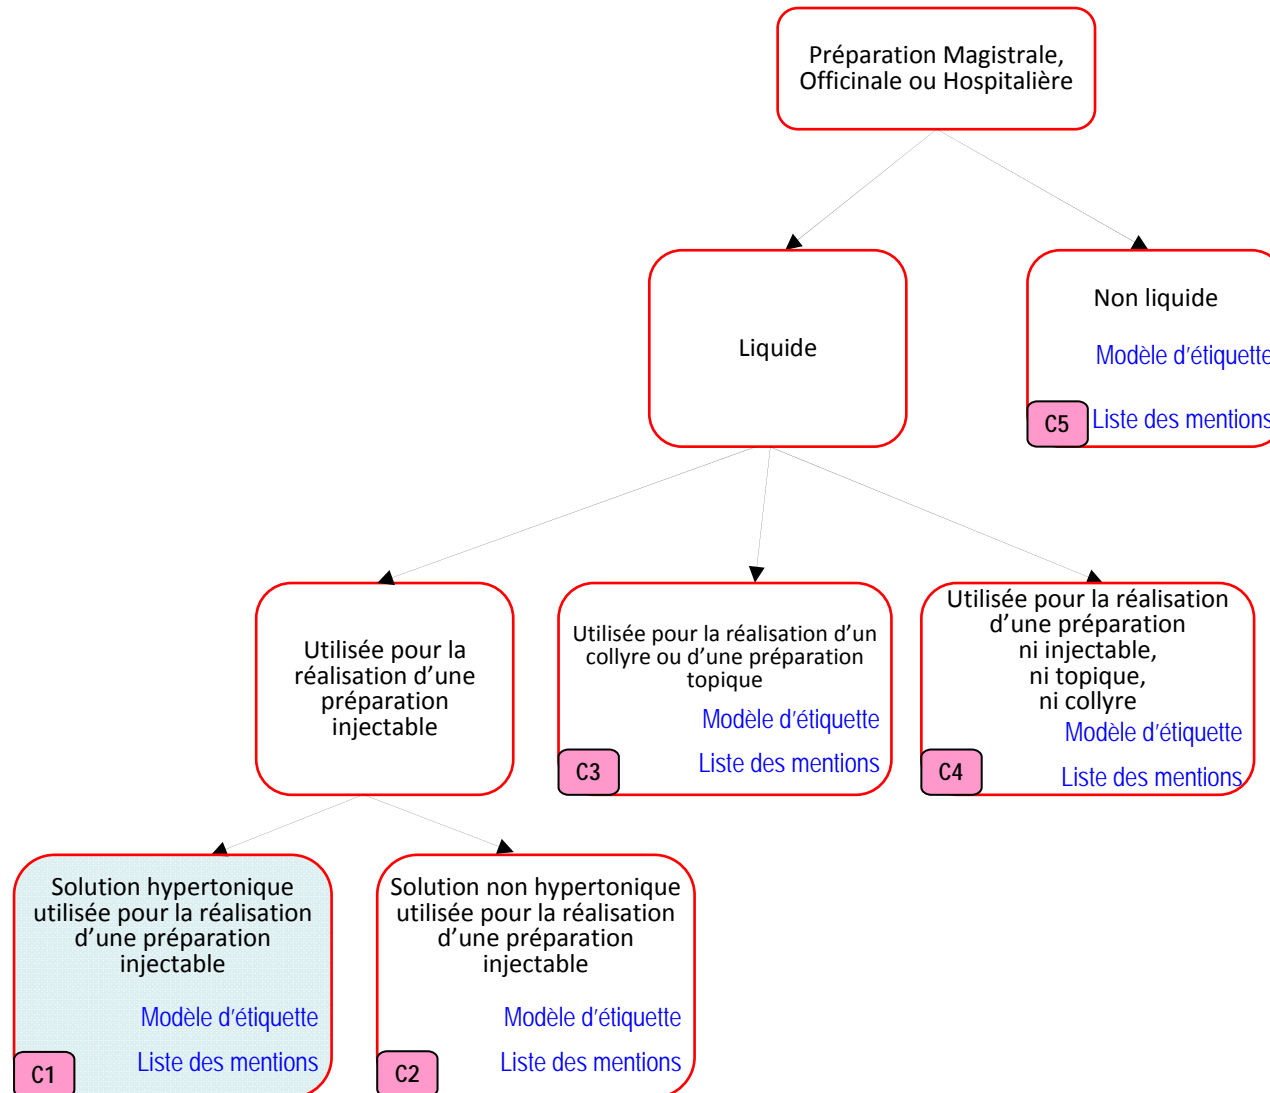 Préparation Magistrale,
Officinale ou Hospitalière
Liquide
Non liquide
Modèle d'étiquette
Liste des mentions
C5
Utilisée pour la
réalisation d'une
préparation
injectable
Utilisée pour la réalisation d'un
collyre ou d'une préparation
topique
Modèle d'étiquette
Liste des mentions
C3
Utilisée pour la réalisation
d'une préparation
ni injectable,
ni topique,
ni collyre
Modèle d'étiquette
Liste des mentions
C4
Solution hypertonique
utilisée pour la réalisation
d'une préparation
injectable
Modèle d'étiquette
Liste des mentions
C1
Solution non hypertonique
utilisée pour la réalisation
d'une préparation
injectable
Modèle d'étiquette
Liste des mentions
C2